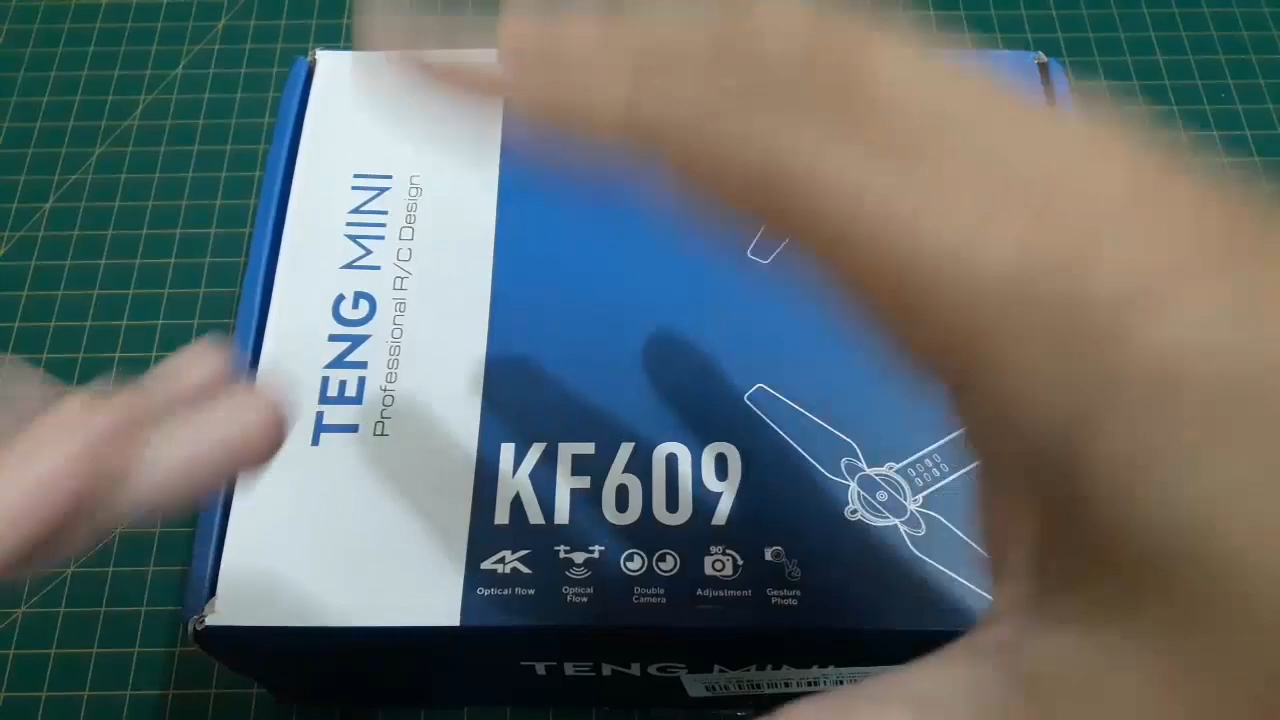 TENG MINI
Professional R/C Design
KF609
4K
90°
Optical flow
Optical
Flow
Double
Camera
Adjustment
Gesture
Photo
TENG MINI